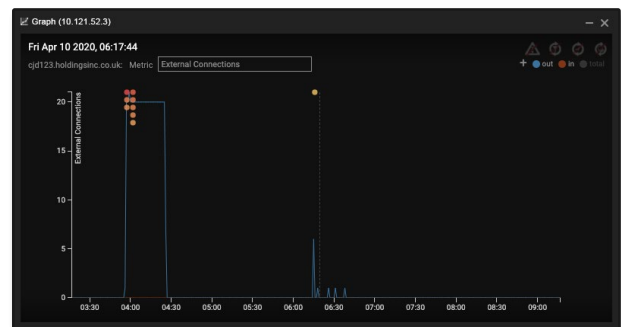 Graph (10.121.52.3)
Fri Apr 10 2020, 06:17:44
cjd123.holdingsinc.co.uk: Metric External Connections
+ out in total
External Connections
20
15
10
5
0
03:30 04:00 04:30 05:00 05:30 06:00 06:30 07:00 07:30 08:00 08:30 09:00